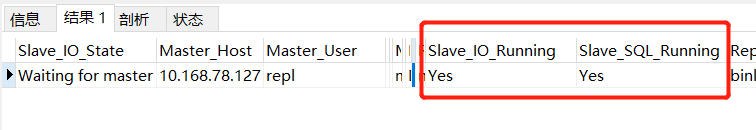 信息 结果 1 剖析 状态
Slave_IO_State Master_Host Master_User Slave_IO_Running Slave_SQL_Running
Waiting for master 10.168.78.127 repl Yes Yes